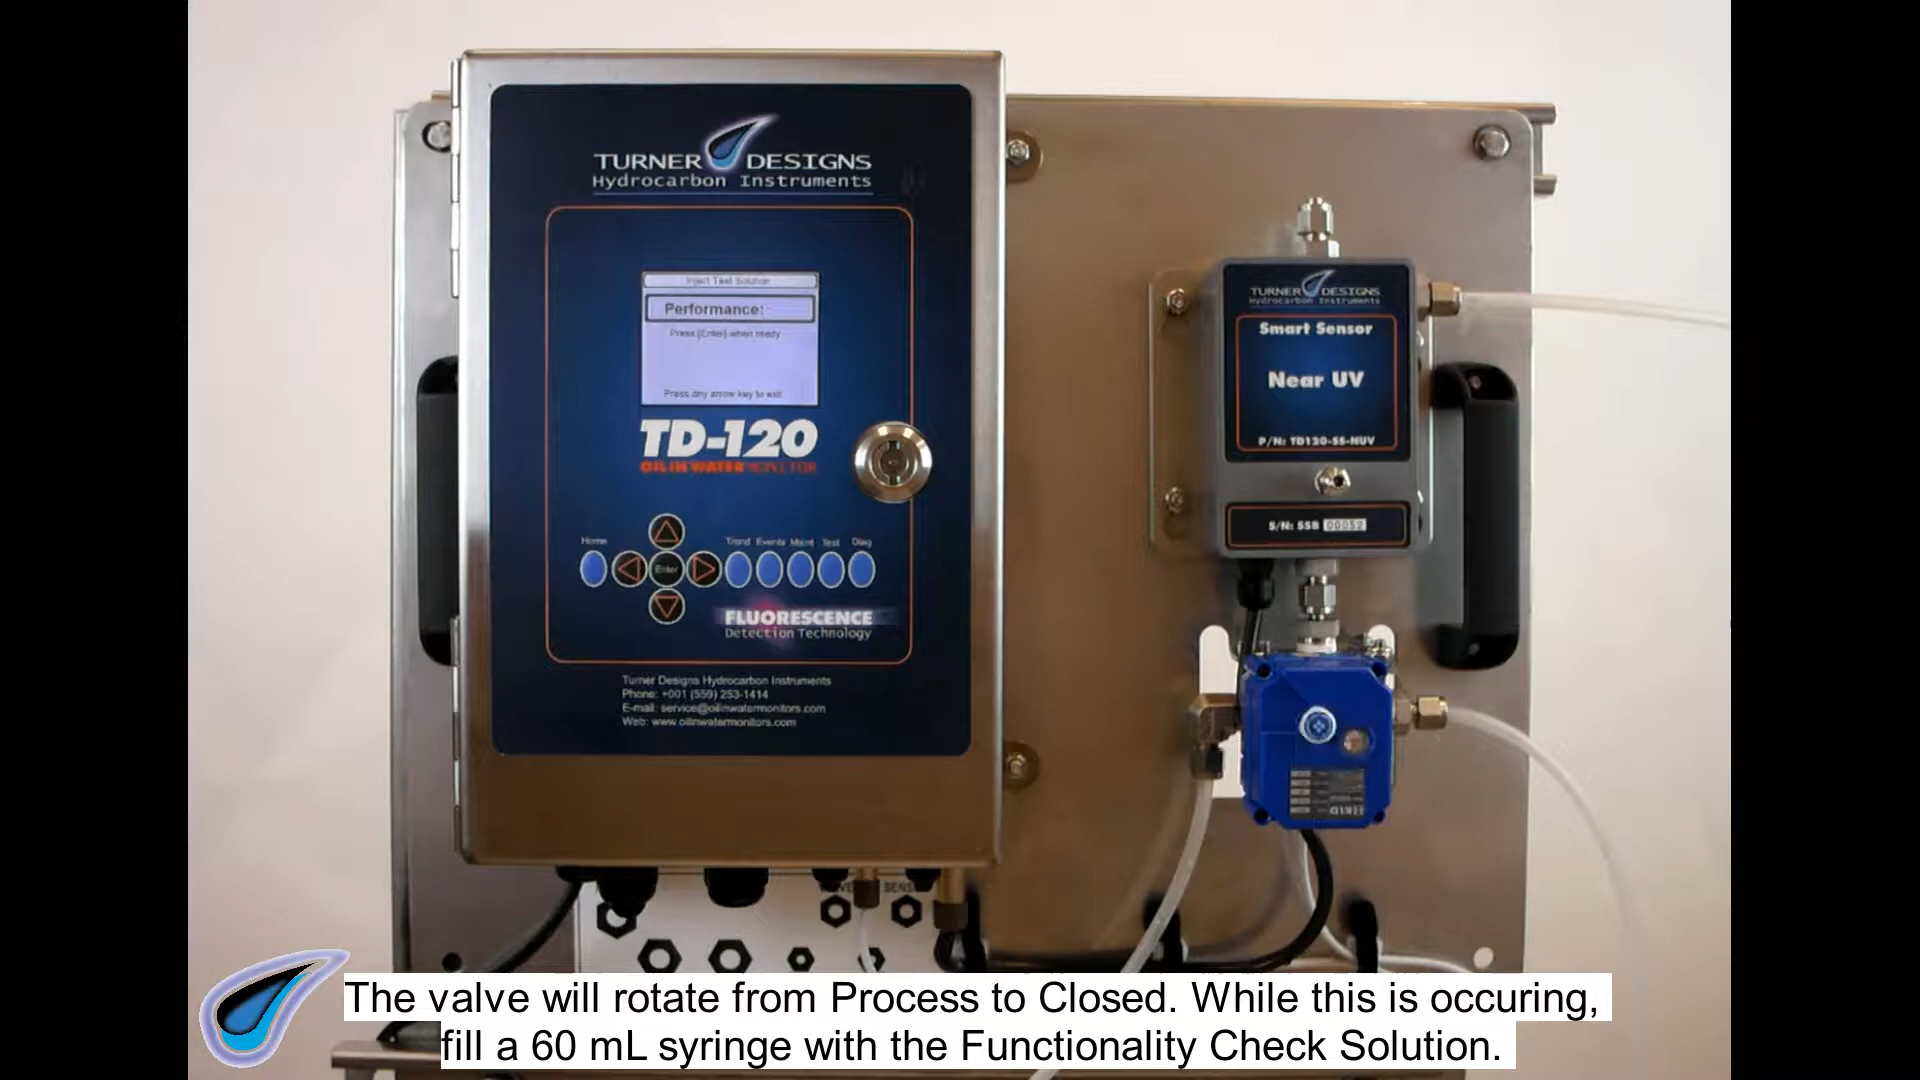 TURNER DESIGNS
Hydrocarbon Instruments
Inject Test Solution
Performance:
Press [Enter] when ready
Press any arrow key to exit
TD-120
OIL IN WATER MONITOR
Home
Trend Events Maint Test Diag
Enter
FLUORESCENCE
Detection Technology
Turner Designs Hydrocarbon Instruments
Phone: +001 (559) 253-1414
E-mail: service@oilinwatermonitors.com
Web: www.oilinwatermonitors.com
TURNER DESIGNS
Hydrocarbon Instruments
Smart Sensor
Near UV
P/N: TD120-SS-NUV
S/N: SSB 00052
The valve will rotate from Process to Closed. While this is occuring,
fill a 60 mL syringe with the Functionality Check Solution.